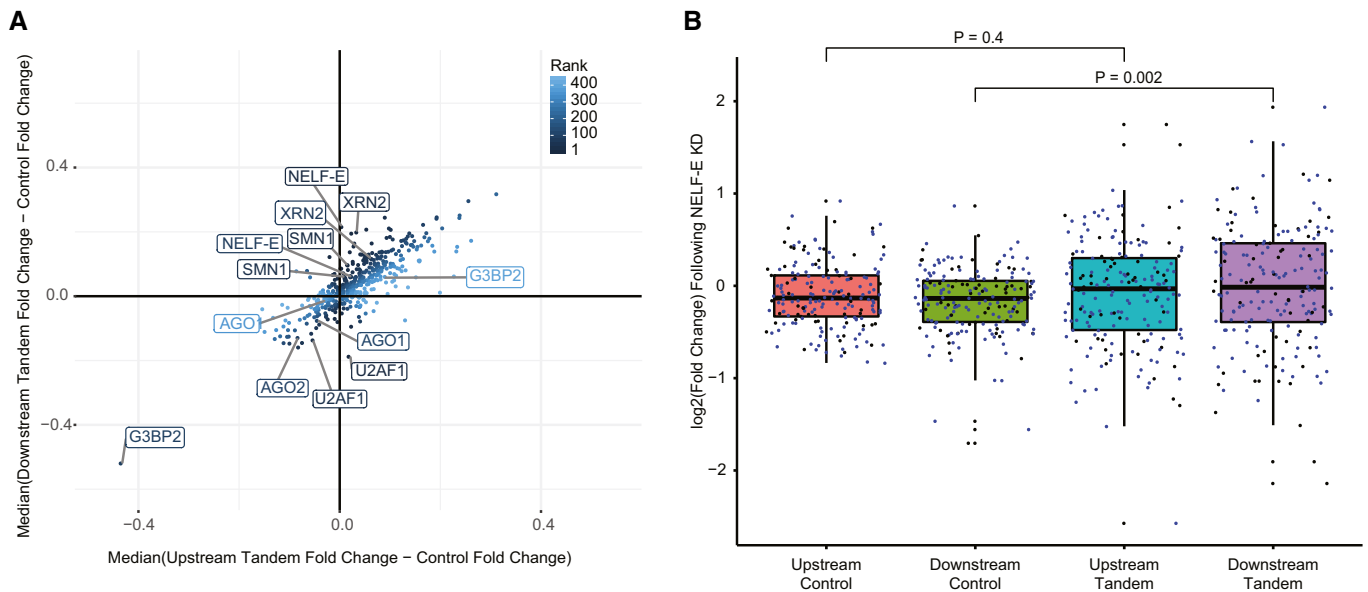 A
Median(Downstream Tandem Fold Change − Control Fold Change)
0.4
0.0
−0.4
Rank
400
300
200
100
1
NELF-E
XRN2
XRN2
SMN1
NELF-E
SMN1
G3BP2
AGO
AGO1
U2AF1
AGO2
U2AF1
G3BP2
−0.4
0.0
0.4
Median(Upstream Tandem Fold Change − Control Fold Change)
B
log2(Fold Change) Following NELF-E KD
2
1
0
−1
−2
P = 0.4
P = 0.002
Upstream
Control
Downstream
Control
Upstream
Tandem
Downstream
Tandem